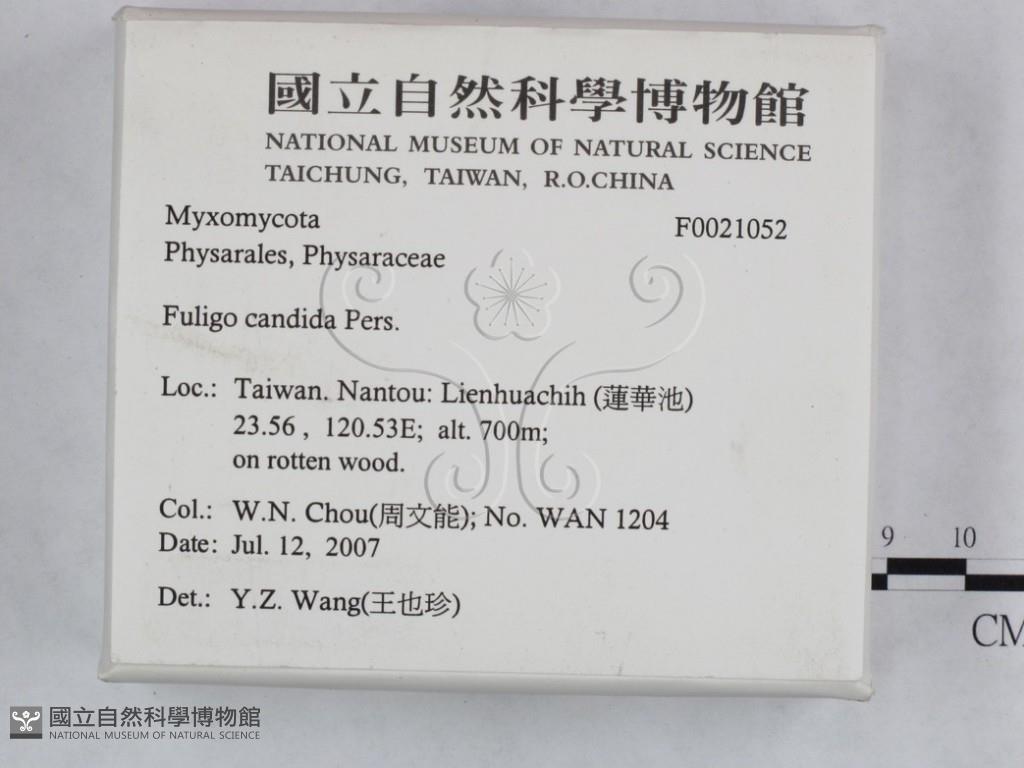 國立自然科學博物館
NATIONAL MUSEUM OF NATURAL SCIENCE
TAICHUNG, TAIWAN, R.O.CHINA
Myxomycota F0021052
Physarales, Physaraceae
Fuligo candida Pers.
Loc.: Taiwan. Nantou: Lienhuachih (蓮華池)
23.56 , 120.53E; alt. 700m;
on rotten wood.
Col.: W.N. Chou(周文能); No. WAN 1204
Date: Jul. 12, 2007
Det.: Y.Z. Wang(王也珍)
9 10
CM
國立自然科學博物館
NATIONAL MUSEUM OF NATURAL SCIENCE